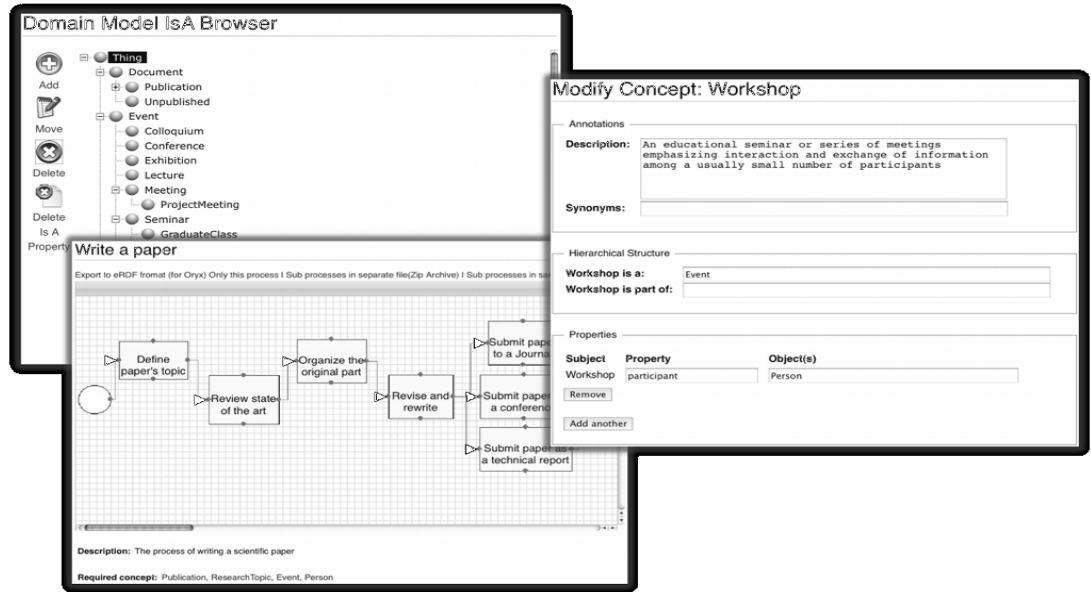 Domain Model IsA Browser
Add
Move
Delete
Delete
Is A
Property
Thing
Document
Publication
Unpublished
Event
Colloquium
Conference
Exhibition
Lecture
Meeting
ProjectMeeting
Seminar
GraduateClass
Modify Concept: Workshop
Annotations
Description: An educational seminar or series of meetings
emphasizing interaction and exchange of information
among a usually small number of participants
Synonyms:
Hierarchical Structure
Workshop is a: Event
Workshop is part of:
Properties
Subject Property Object(s)
Workshop participant Person
Remove
Add another
Write a paper
Export to eRDF fromat (for Oryx) Only this process I Sub processes in separate file(Zip Archive) I Sub processes in
Define
paper's topic
Review state
of the art
Organize the
original part
Revise and
rewrite
Submit
to a
Submit
a
Submit paper as
a technical report
Description: The process of writing a scientific paper
Required concept: Publication, ResearchTopic, Event, Person